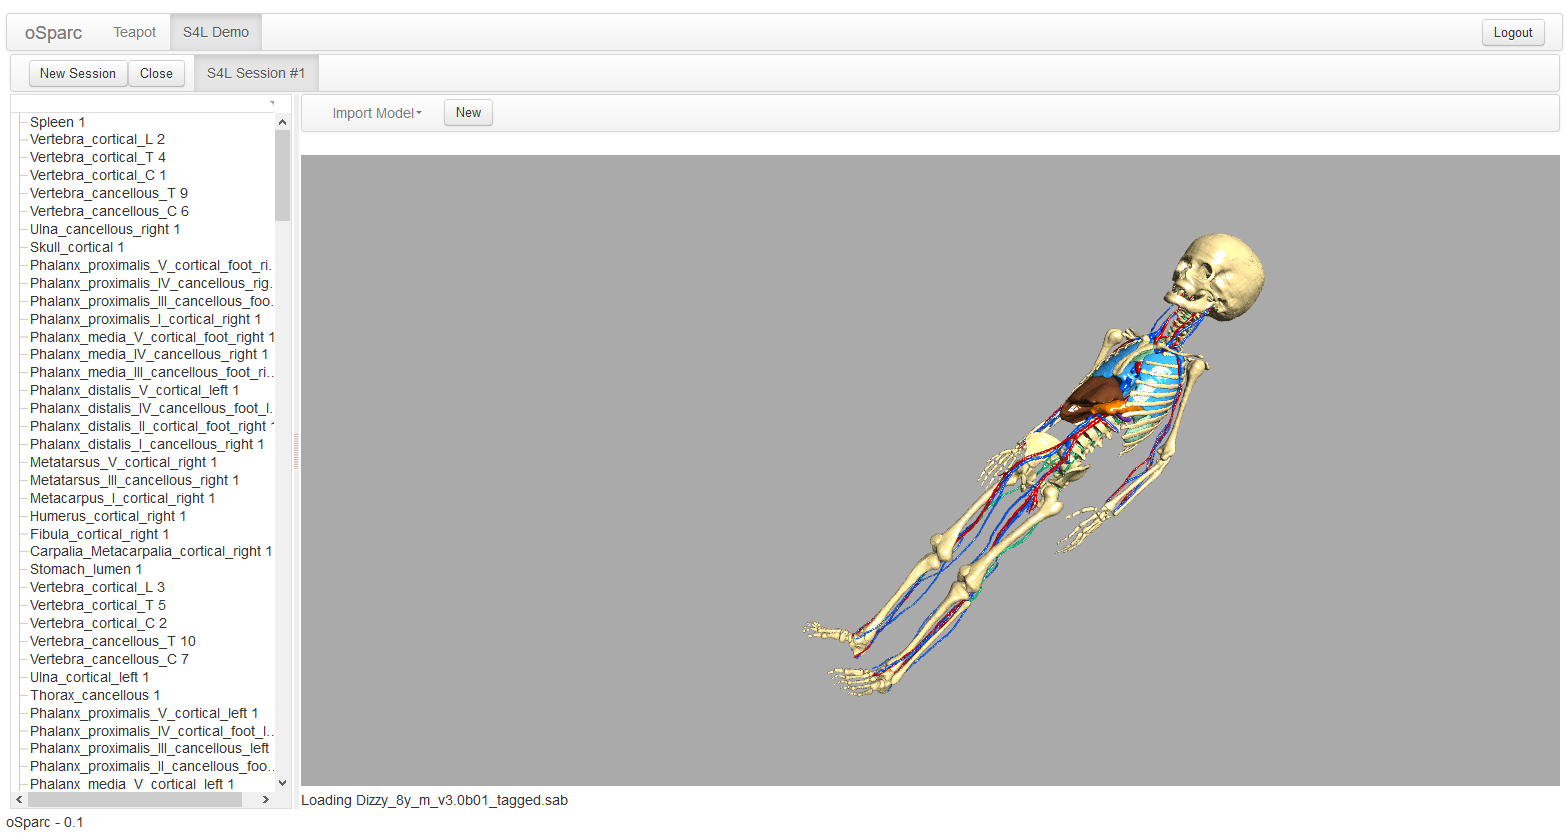 oSparc Teapot S4L Demo Logout
New Session Close S4L Session #1
Import Model New
Spleen 1
Vertebra_cortical_L 2
Vertebra_cortical_T 4
Vertebra_cortical_C 1
Vertebra_cancellous_T 9
Vertebra_cancellous_C 6
Ulna_cancellous_right 1
Skull_cortical 1
Phalanx_proximalis_V_cortical_foot_ri...
Phalanx_proximalis_IV_cancellous_rig...
Phalanx_proximalis_III_cancellous_foo...
Phalanx_proximalis_I_cortical_right 1
Phalanx_media_V_cortical_foot_right 1
Phalanx_media_IV_cancellous_right 1
Phalanx_media_III_cancellous_foot_ri...
Phalanx_distalis_V_cortical_left 1
Phalanx_distalis_IV_cancellous_foot_l...
Phalanx_distalis_II_cortical_foot_right 1
Phalanx_distalis_I_cancellous_right 1
Metatarsus_V_cortical_right 1
Metatarsus_III_cancellous_right 1
Metacarpus_I_cortical_right 1
Humerus_cortical_right 1
Fibula_cortical_right 1
Carpalia_Metacarpalia_cortical_right 1
Stomach_lumen 1
Vertebra_cortical_L 3
Vertebra_cortical_T 5
Vertebra_cortical_C 2
Vertebra_cancellous_T 10
Vertebra_cancellous_C 7
Ulna_cortical_left 1
Thorax_cancellous 1
Phalanx_proximalis_V_cortical_left 1
Phalanx_proximalis_IV_cortical_foot_l...
Phalanx_proximalis_III_cancellous_left
Phalanx_proximalis_II_cancellous_foo...
Phalanx_media_V_cortical_left 1
Loading Dizzy_8y_m_v3.0b01_tagged.sab
oSparc - 0.1